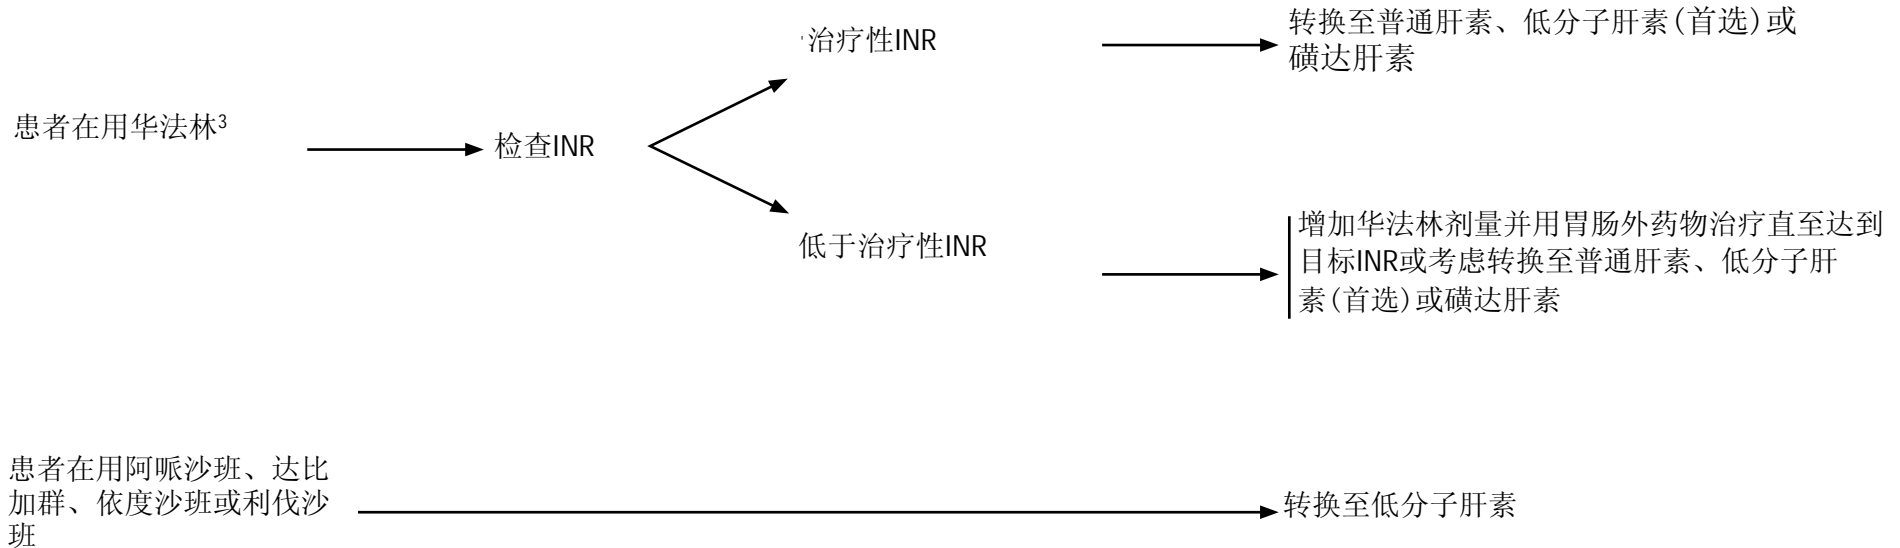 治疗性INR
转换至普通肝素、低分子肝素(首选)或
磺达肝素
患者在用华法林³
检查INR
低于治疗性INR
增加华法林剂量并用胃肠外药物治疗直至达到
目标INR或考虑转换至普通肝素、低分子肝
素(首选)或磺达肝素
患者在用阿哌沙班、达比
加群、依度沙班或利伐沙
班
转换至低分子肝素